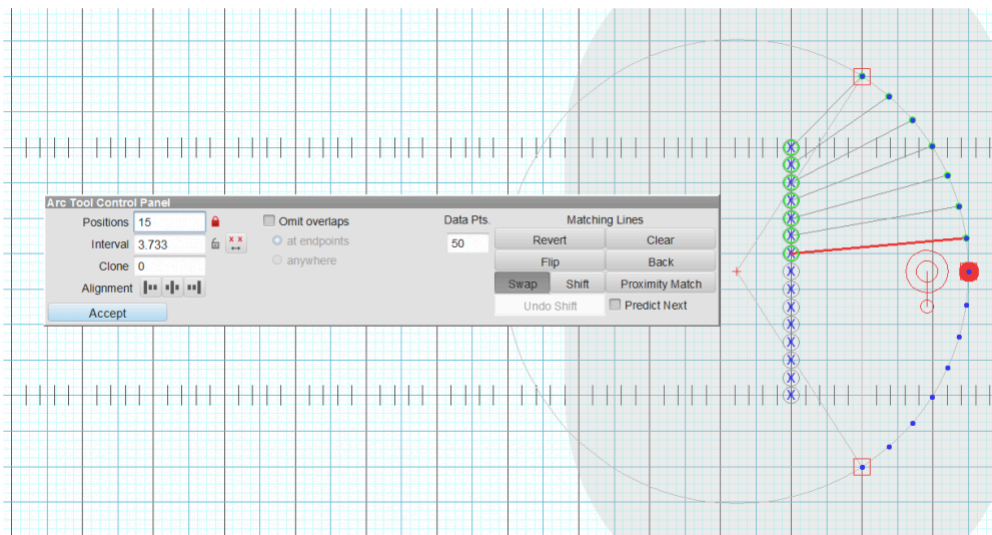 Arc Tool Control Panel
Positions 15 Omit overlaps Data Pts. Matching Lines
Interval 3.733 at endpoints 50 Revert Clear
Clone 0 anywhere Flip Back
Alignment Swap Shift Proximity Match
Accept Undo Shift Predict Next